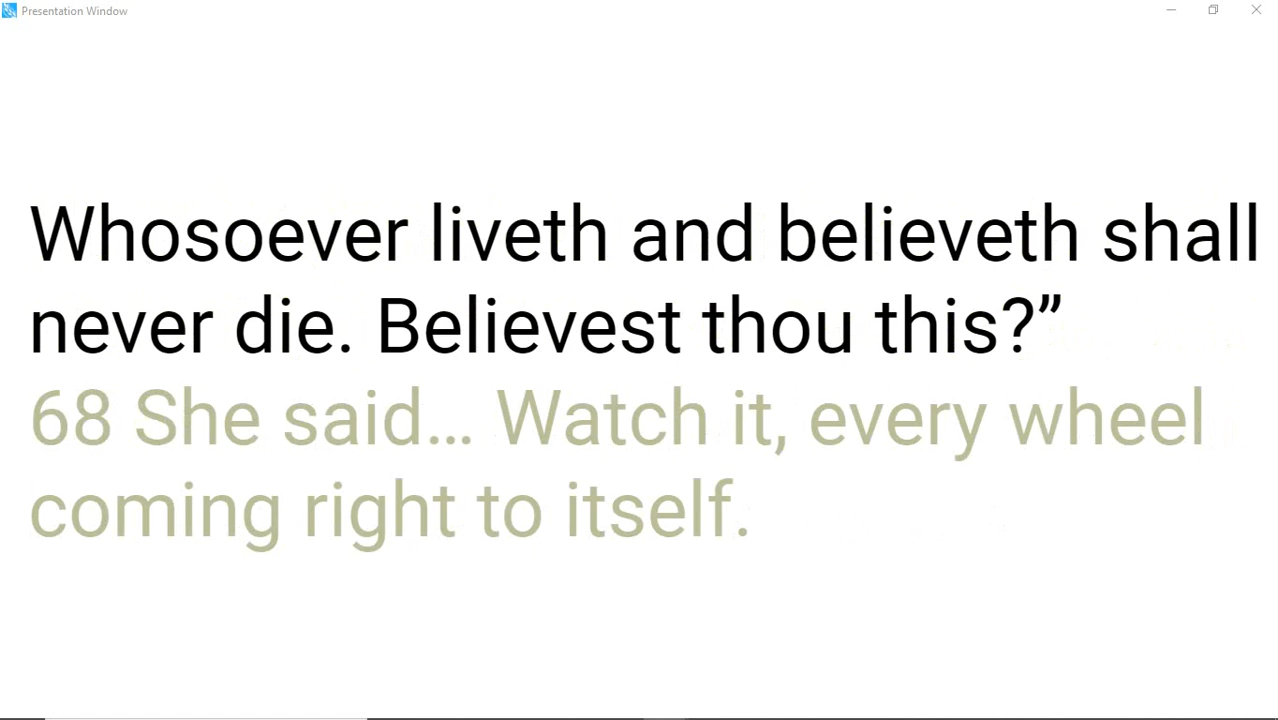 Presentation Window
Whosoever liveth and believeth shall
never die. Believest thou this?”
68 She said… Watch it, every wheel
coming right to itself.